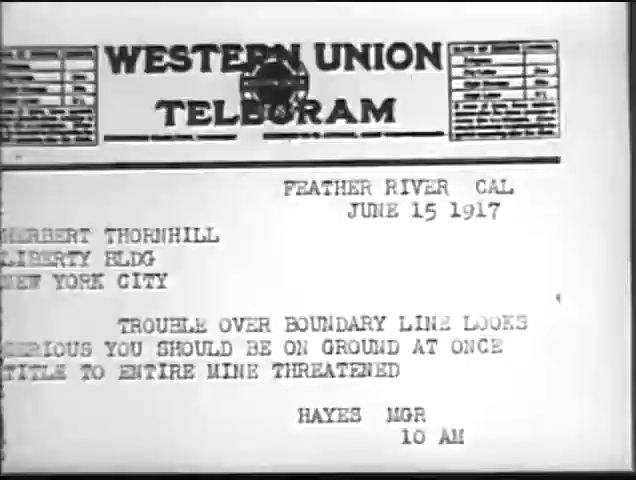 WESTERN UNION
TELEGRAM
FEATHER RIVER CAL
JUNE 15 1917
HERBERT THORNHILL
LIBERTY BLDG
NEW YORK CITY
TROUBLE OVER BOUNDARY LINE LOOKS
SERIOUS YOU SHOULD BE ON GROUND AT ONCE
TITLE TO ENTIRE MINE THREATENED
HAYES MGR
10 AM